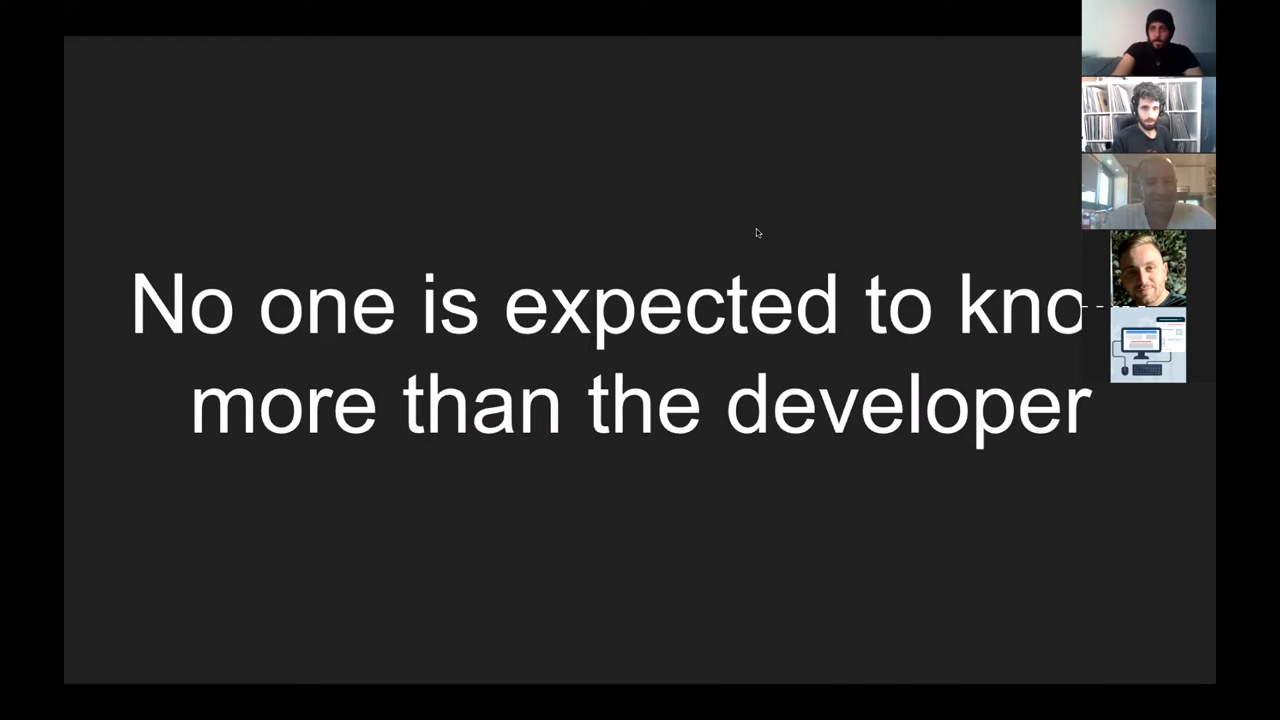 No one is expected to kno
more than the developer